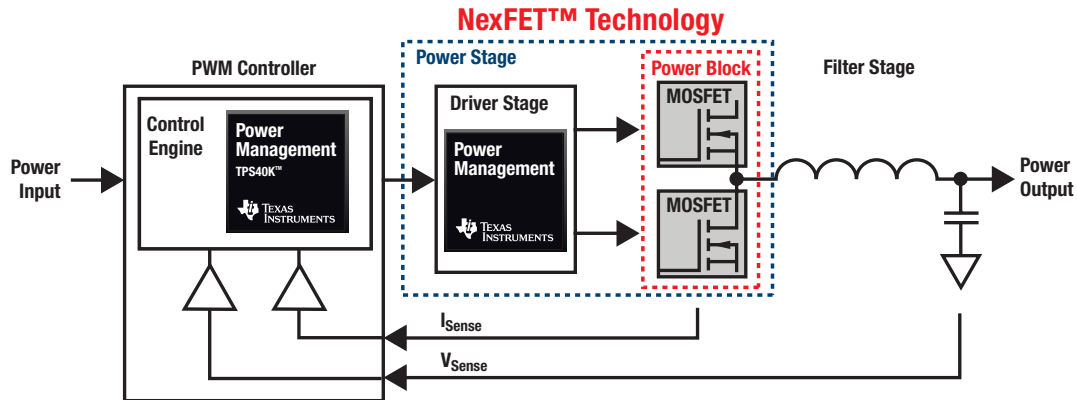 NexFET™ Technology
PWM Controller
Power Stage
Power Block
Filter Stage
Driver Stage
MOSFET
Control
Engine
Power
Management
TPS40K™
TEXAS
INSTRUMENTS
Power
Management
TEXAS
INSTRUMENTS
MOSFET
Power
Input
Power
Output
ISense
VSense